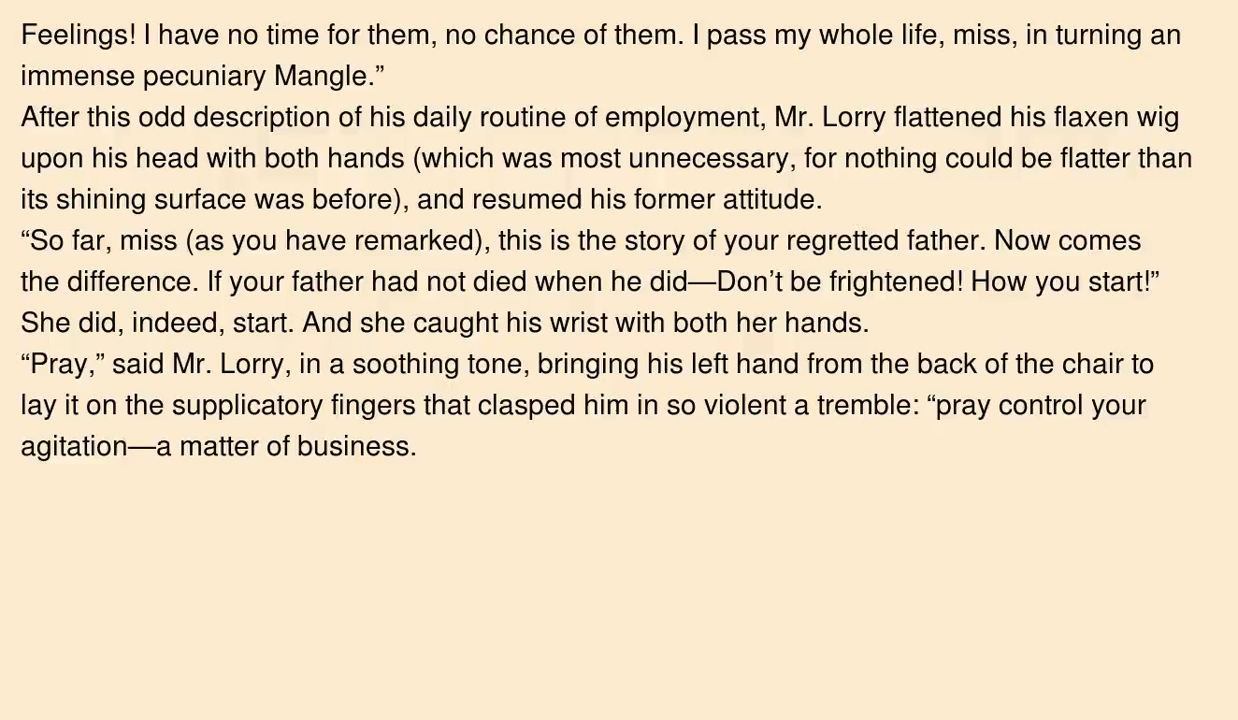 Feelings! I have no time for them, no chance of them. I pass my whole life, miss, in turning an
immense pecuniary Mangle.”
After this odd description of his daily routine of employment, Mr. Lorry flattened his flaxen wig
upon his head with both hands (which was most unnecessary, for nothing could be flatter than
its shining surface was before), and resumed his former attitude.
“So far, miss (as you have remarked), this is the story of your regretted father. Now comes
the difference. If your father had not died when he did—Don’t be frightened! How you start!”
She did, indeed, start. And she caught his wrist with both her hands.
“Pray,” said Mr. Lorry, in a soothing tone, bringing his left hand from the back of the chair to
lay it on the supplicatory fingers that clasped him in so violent a tremble: “pray control your
agitation—a matter of business.